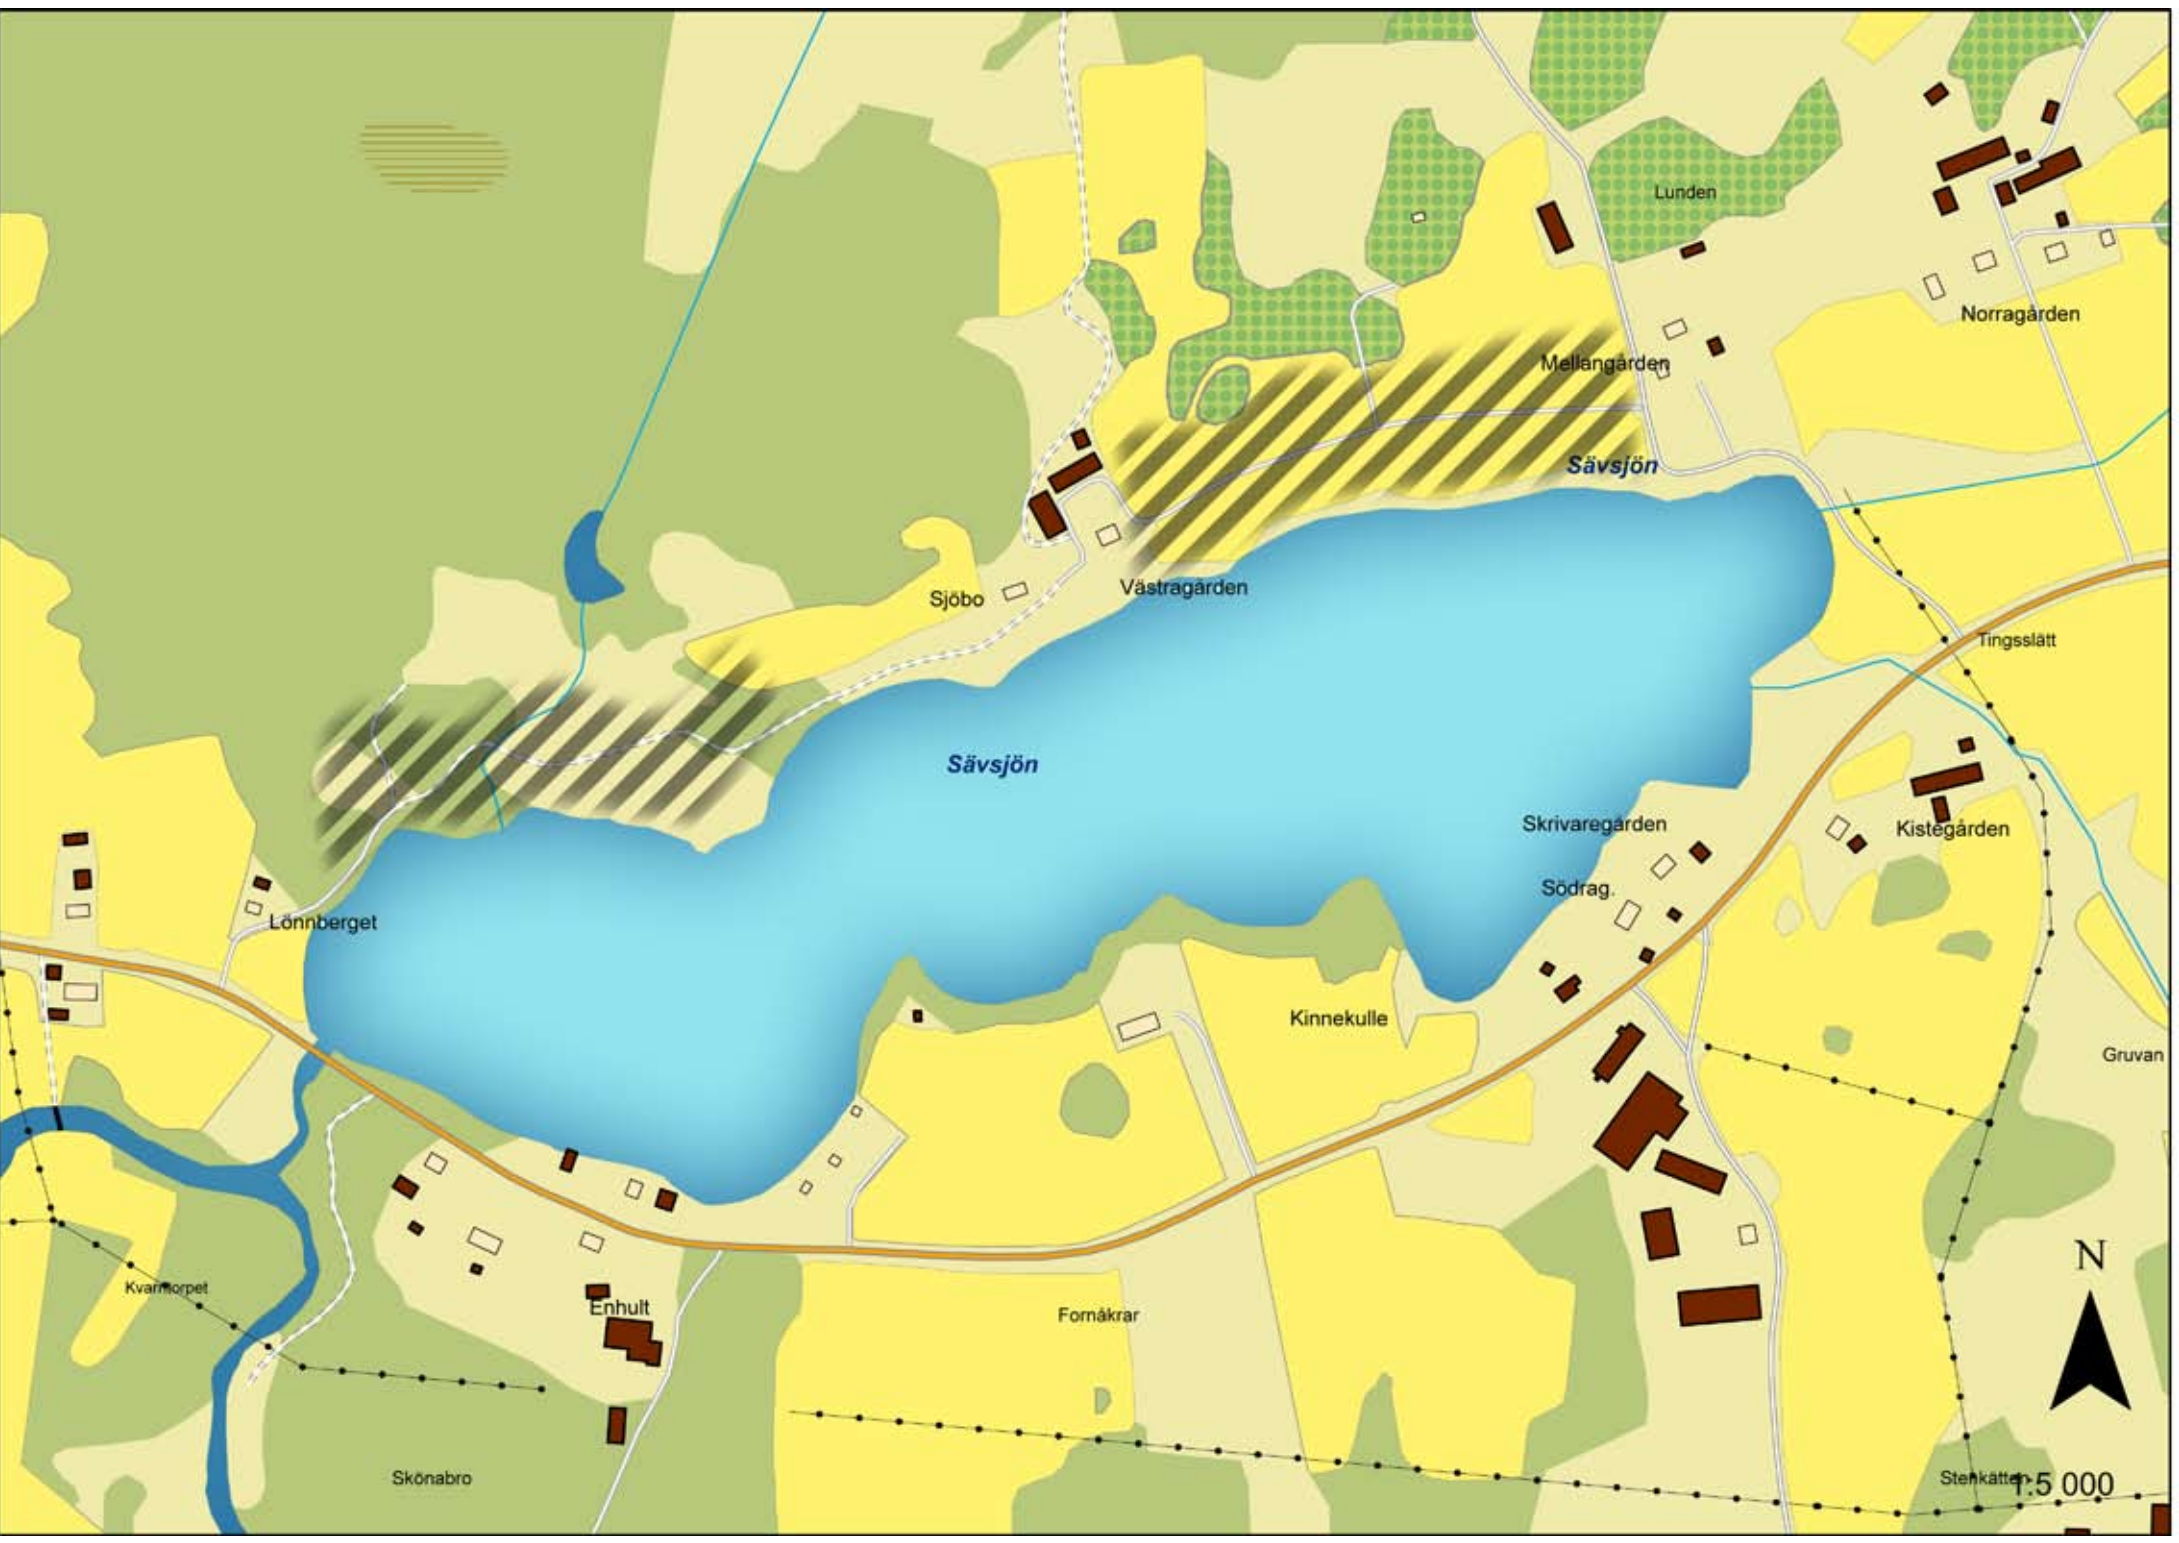 Lunden
Norragården
Mellangården
Sävsjön
Sjöbo
Västragården
Tingsslätt
Sävsjön
Skrivaregården
Kistegården
Södrag.
Lönnberget
Kinnekulle
Gruvan
N
Kvarntorpet
Enhult
Fornåkrar
Skönabro
Stenkätten
1:5 000